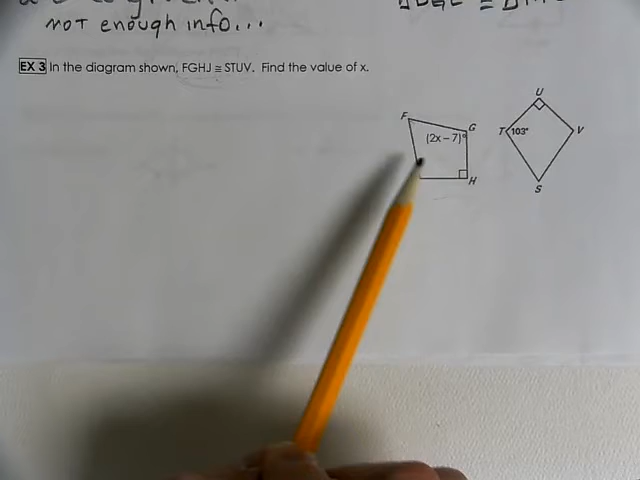 not enough info...
EX 3 In the diagram shown, FGHJ ≅ STUV. Find the value of x.
F
G
(2x – 7)°
H
U
T
103°
V
S